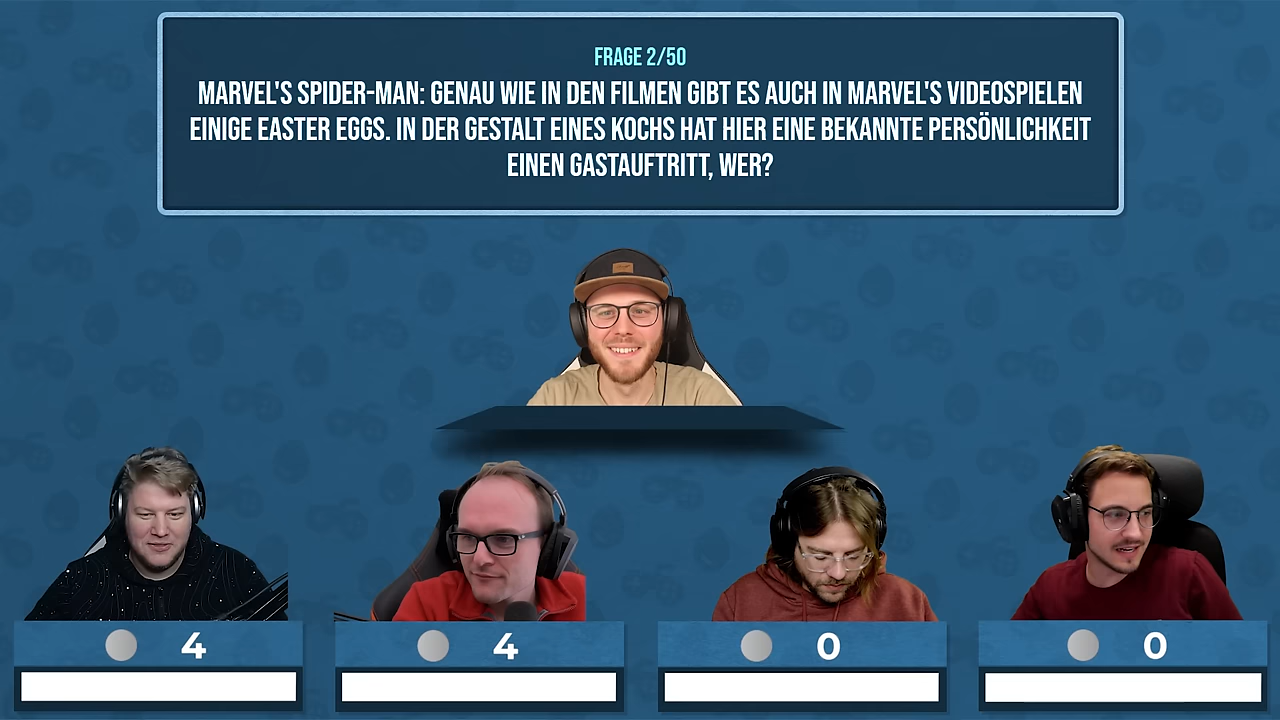 FRAGE 2/50
MARVEL'S SPIDER-MAN: GENAU WIE IN DEN FILMEN GIBT ES AUCH IN MARVEL'S VIDEOSPIELEN
EINIGE EASTER EGGS. IN DER GESTALT EINES KOCHS HAT HIER EINE BEKANNTE PERSÖNLICHKEIT
EINEN GASTAUFTRITT, WER?
4
4
0
0